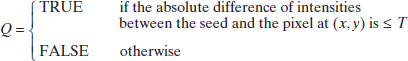 TRUE if the absolute difference of intensities
Q = between the seed and the pixel at (x, y) is ≤ T
FALSE otherwise